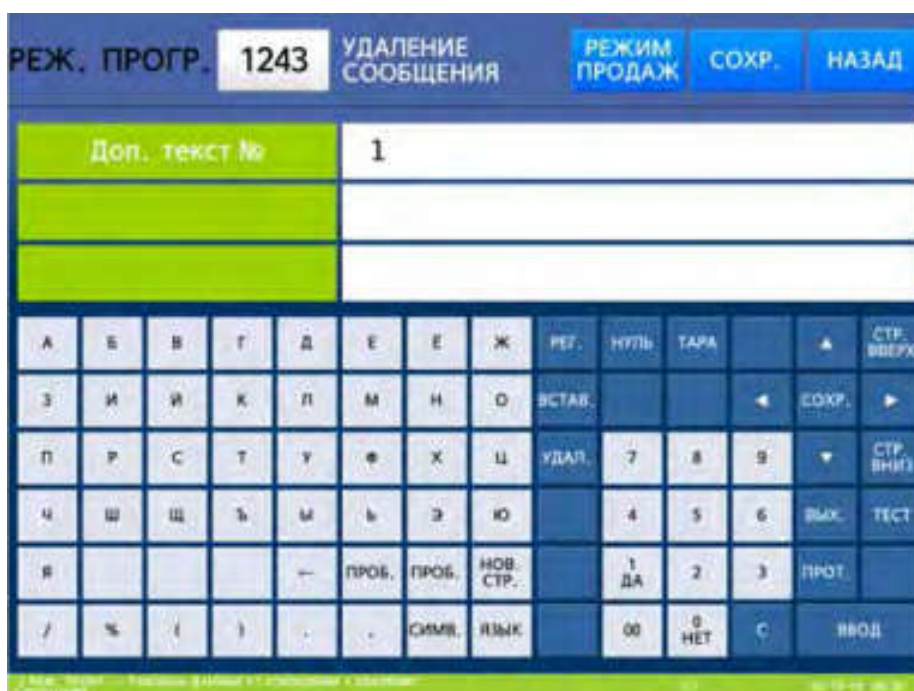 РЕЖ. ПРОГР. 1243 УДАЛЕНИЕ СООБЩЕНИЯ РЕЖИМ ПРОДАЖ СОХР. НАЗАД
Доп. текст № 1
А Б В Г Д Е Ё Ж РЕГ. НУЛЬ ТАРА ▲ СТР. ВВЕРХ
З И Й К Л М Н О ВСТАВ. ◄ СОХР. ►
П Р С Т У Ф Х Ц УДАЛ. 7 8 9 ▼ СТР. ВНИЗ
Ч Ш Щ Ъ Ы Ь Э Ю 4 5 6 ВЫХ. ТЕСТ
Я ← ПРОБ. ПРОБ. НОВ. СТР. 1 ДА 2 3 ПРОТ.
/ % ( ) . , СИМВ. ЯЗЫК 00 0 НЕТ С ВВОД